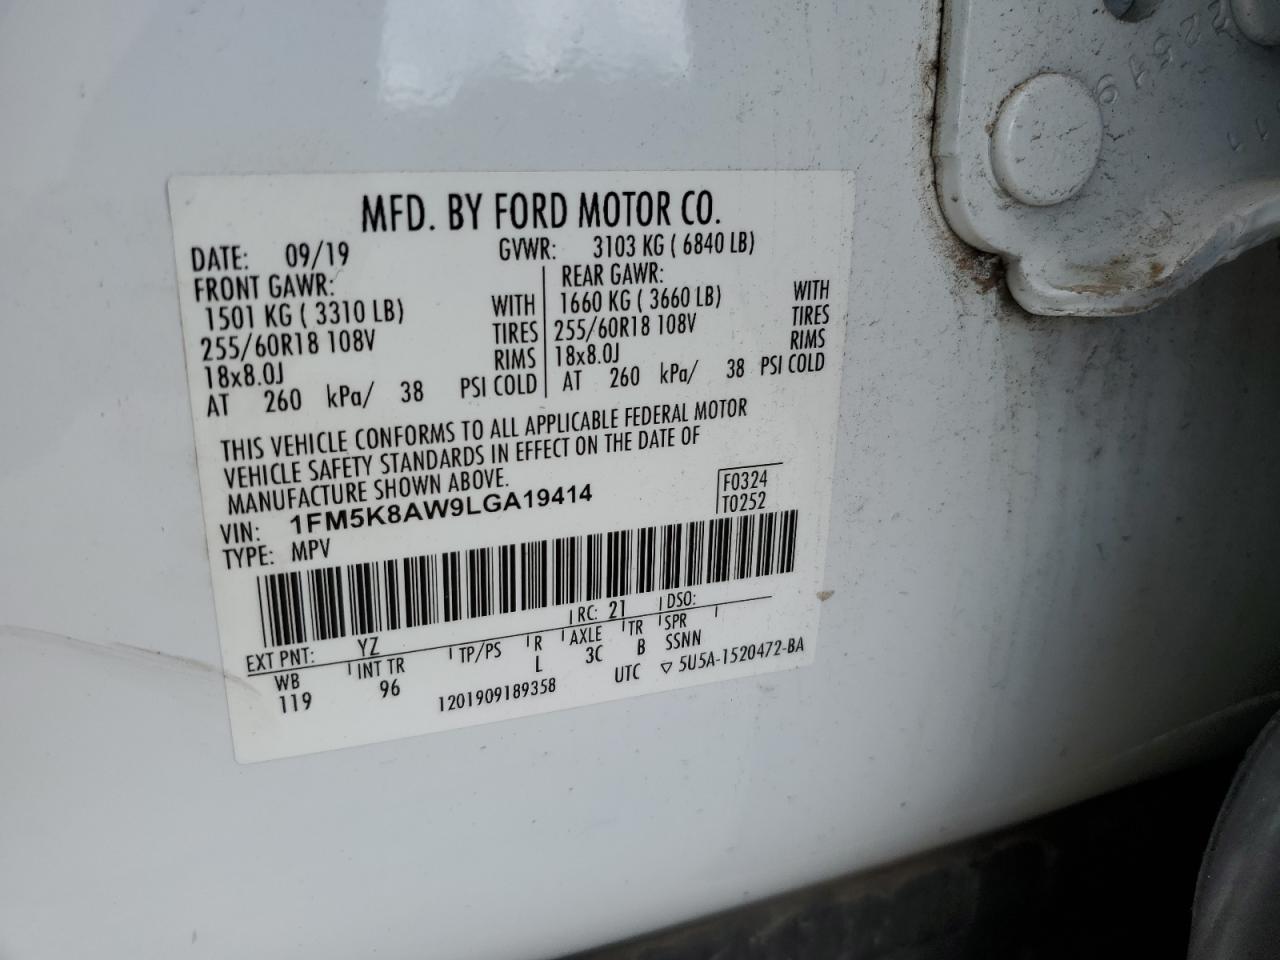 MFD. BY FORD MOTOR CO.
DATE: 09/19 GVWR: 3103 KG ( 6840 LB)
FRONT GAWR: REAR GAWR:
1501 KG ( 3310 LB) WITH 1660 KG ( 3660 LB) WITH
255/60R18 108V TIRES 255/60R18 108V TIRES
18x8.0J RIMS 18x8.0J RIMS
AT 260 kPa/ 38 PSI COLD AT 260 kPa/ 38 PSI COLD
THIS VEHICLE CONFORMS TO ALL APPLICABLE FEDERAL MOTOR
VEHICLE SAFETY STANDARDS IN EFFECT ON THE DATE OF
MANUFACTURE SHOWN ABOVE.
F0324
VIN: 1FM5K8AW9LGA19414 T0252
TYPE: MPV
EXT PNT: YZ RC: 21 DSO:
WB INT TR TP/PS R AXLE TR SPR
119 96 L 3C B SSNN
1201909189358 UTC ▽ 5U5A-1520472-BA